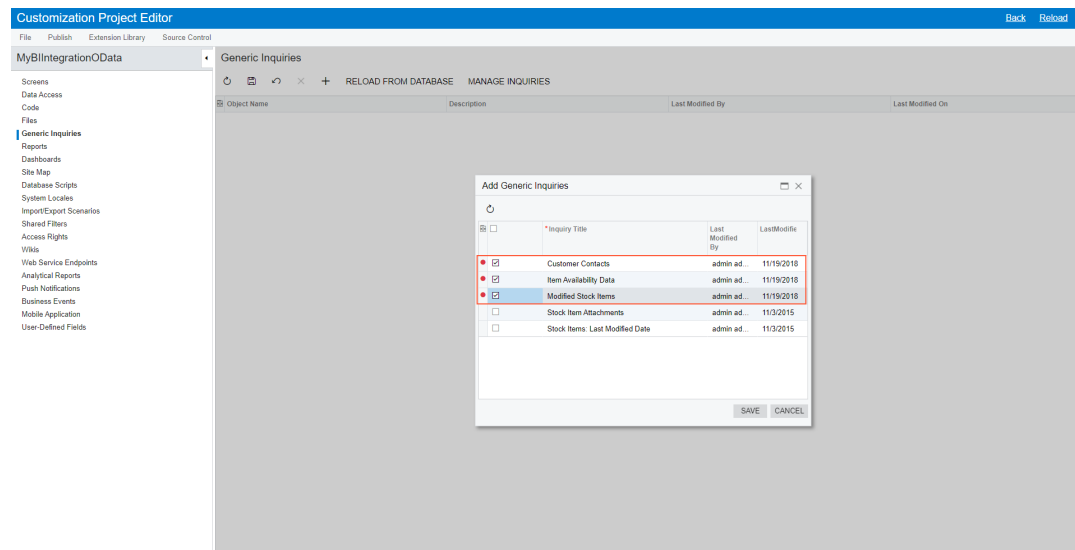 Customization Project Editor
Back Reload
File Publish Extension Library Source Control
MyBIIntegrationOData
Generic Inquiries
RELOAD FROM DATABASE MANAGE INQUIRIES
Object Name Description Last Modified By Last Modified On
Screens
Data Access
Code
Files
Generic Inquiries
Reports
Dashboards
Site Map
Database Scripts
System Locales
Import/Export Scenarios
Shared Filters
Access Rights
Wikis
Web Service Endpoints
Analytical Reports
Push Notifications
Business Events
Mobile Application
User-Defined Fields
Add Generic Inquiries
*Inquiry Title Last Modified By LastModifie
Customer Contacts admin ad... 11/19/2018
Item Availability Data admin ad... 11/19/2018
Modified Stock Items admin ad... 11/19/2018
Stock Item Attachments admin ad... 11/3/2015
Stock Items: Last Modified Date admin ad... 11/3/2015
SAVE CANCEL